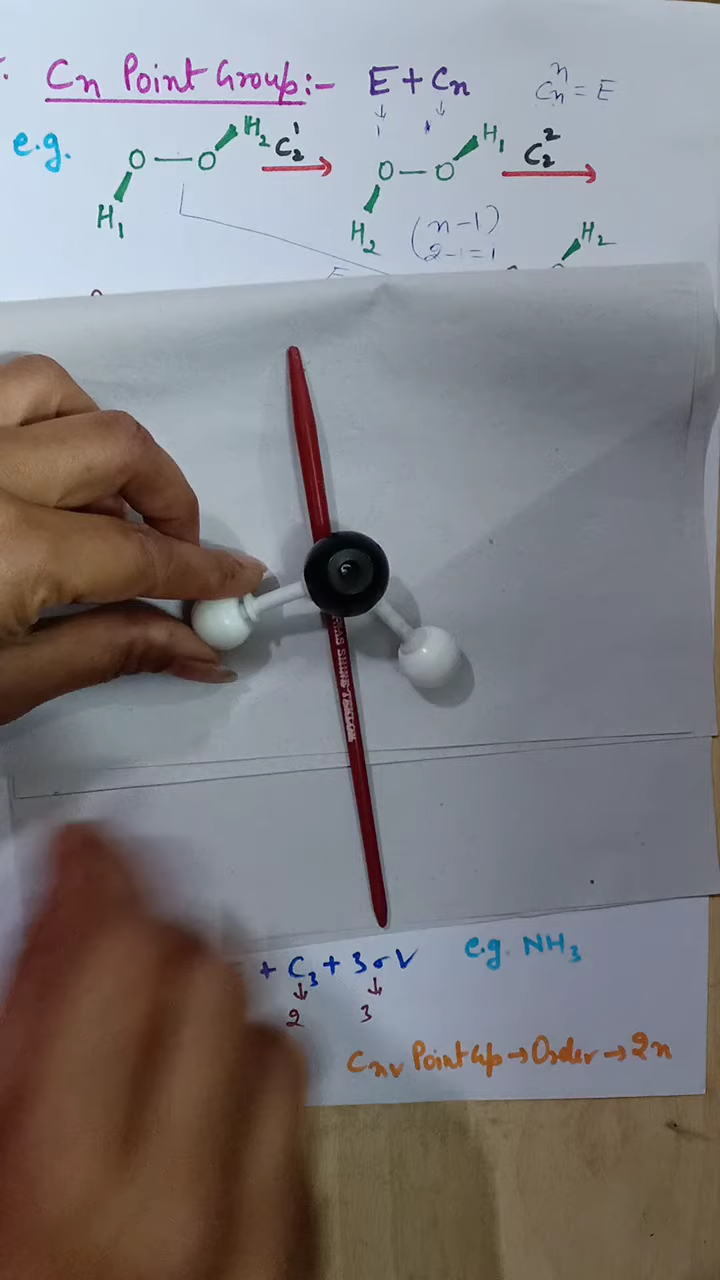 Cn Point Group:- E + Cn Cnⁿ = E
e.g. O — O H₂ C₂¹ O — O H₁ C₂²
H₁ H₂ (n-1)
2-1=1 H₂
+ C₃ + 3σV e.g. NH₃
2 3
Cnv Point Gp → Order → 2n